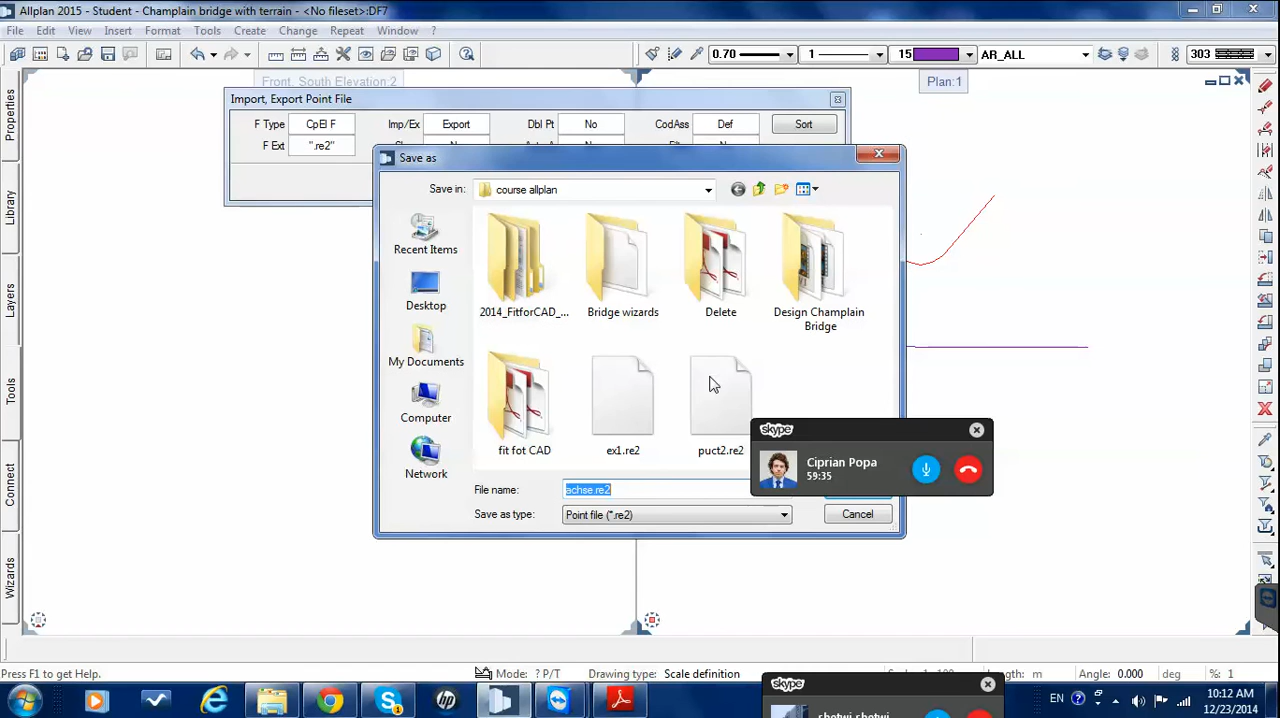 Allplan 2015 - Student - Champlain bridge with terrain - <No fileset>:DF7
File Edit View Insert Format Tools Create Change Repeat Window ?
0.70 1 15 AR_ALL 303
Front, South Elevation:2
Plan:1
Import, Export Point File
F Type CpEl F Imp/Ex Export Dbl Pt No CodAss Def Sort
F Ext ".re2"
Save as
Save in: course allplan
Recent Items
Desktop
My Documents
Computer
Network
2014_FitforCAD_...
Bridge wizards
Delete
Design Champlain
Bridge
fit fot CAD
ex1.re2
puct2.re2
File name: achse.re2
Save as type: Point file (*.re2)
Cancel
skype
Ciprian Popa
59:35
Properties
Library
Layers
Tools
Connect
Wizards
Press F1 to get Help.
Mode: ? P/T
Drawing type: Scale definition
Length: m
Angle: 0.000 deg
%: 1
skype
shotwi shotwi
EN
10:12 AM
12/23/2014